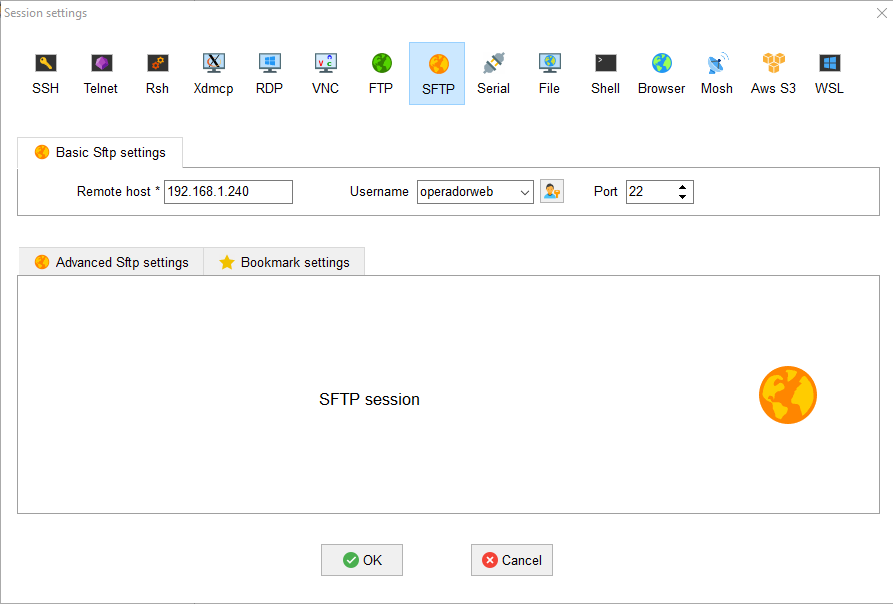 Session settings
SSH Telnet Rsh Xdmcp RDP VNC FTP SFTP Serial File Shell Browser Mosh Aws S3 WSL
Basic Sftp settings
Remote host * 192.168.1.240 Username operadorweb Port 22
Advanced Sftp settings Bookmark settings
SFTP session
OK Cancel